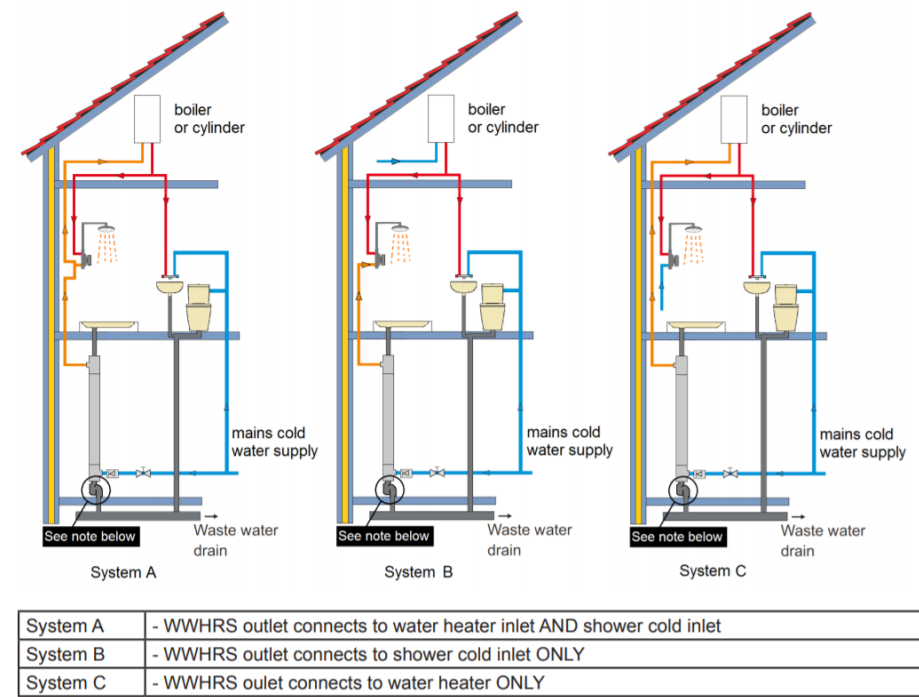 boiler
or cylinder
boiler
or cylinder
boiler
or cylinder
mains cold
water supply
mains cold
water supply
mains cold
water supply
See note below
Waste water
drain
See note below
Waste water
drain
See note below
Waste water
drain
System A
System B
System C
System A - WWHRS outlet connects to water heater inlet AND shower cold inlet
System B - WWHRS outlet connects to shower cold inlet ONLY
System C - WWHRS oulet connects to water heater ONLY